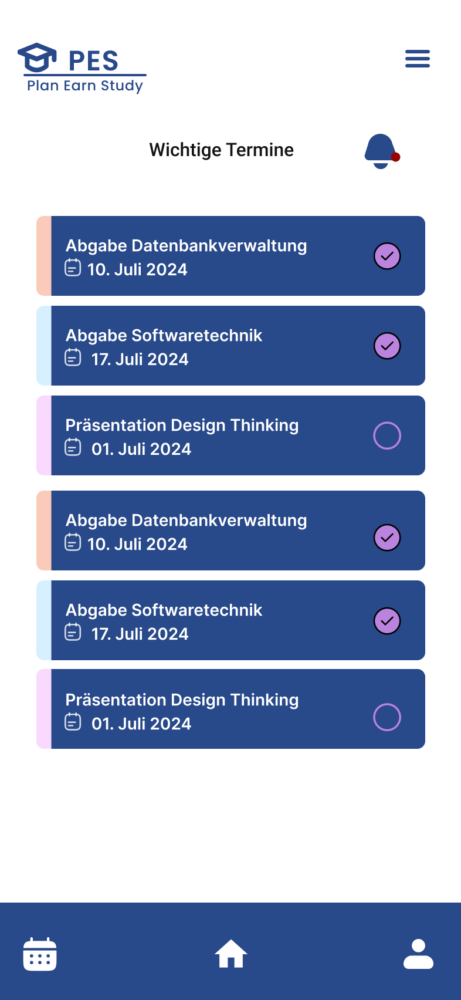 PES
Plan Earn Study
Wichtige Termine
Abgabe Datenbankverwaltung
10. Juli 2024
Abgabe Softwaretechnik
17. Juli 2024
Präsentation Design Thinking
01. Juli 2024
Abgabe Datenbankverwaltung
10. Juli 2024
Abgabe Softwaretechnik
17. Juli 2024
Präsentation Design Thinking
01. Juli 2024